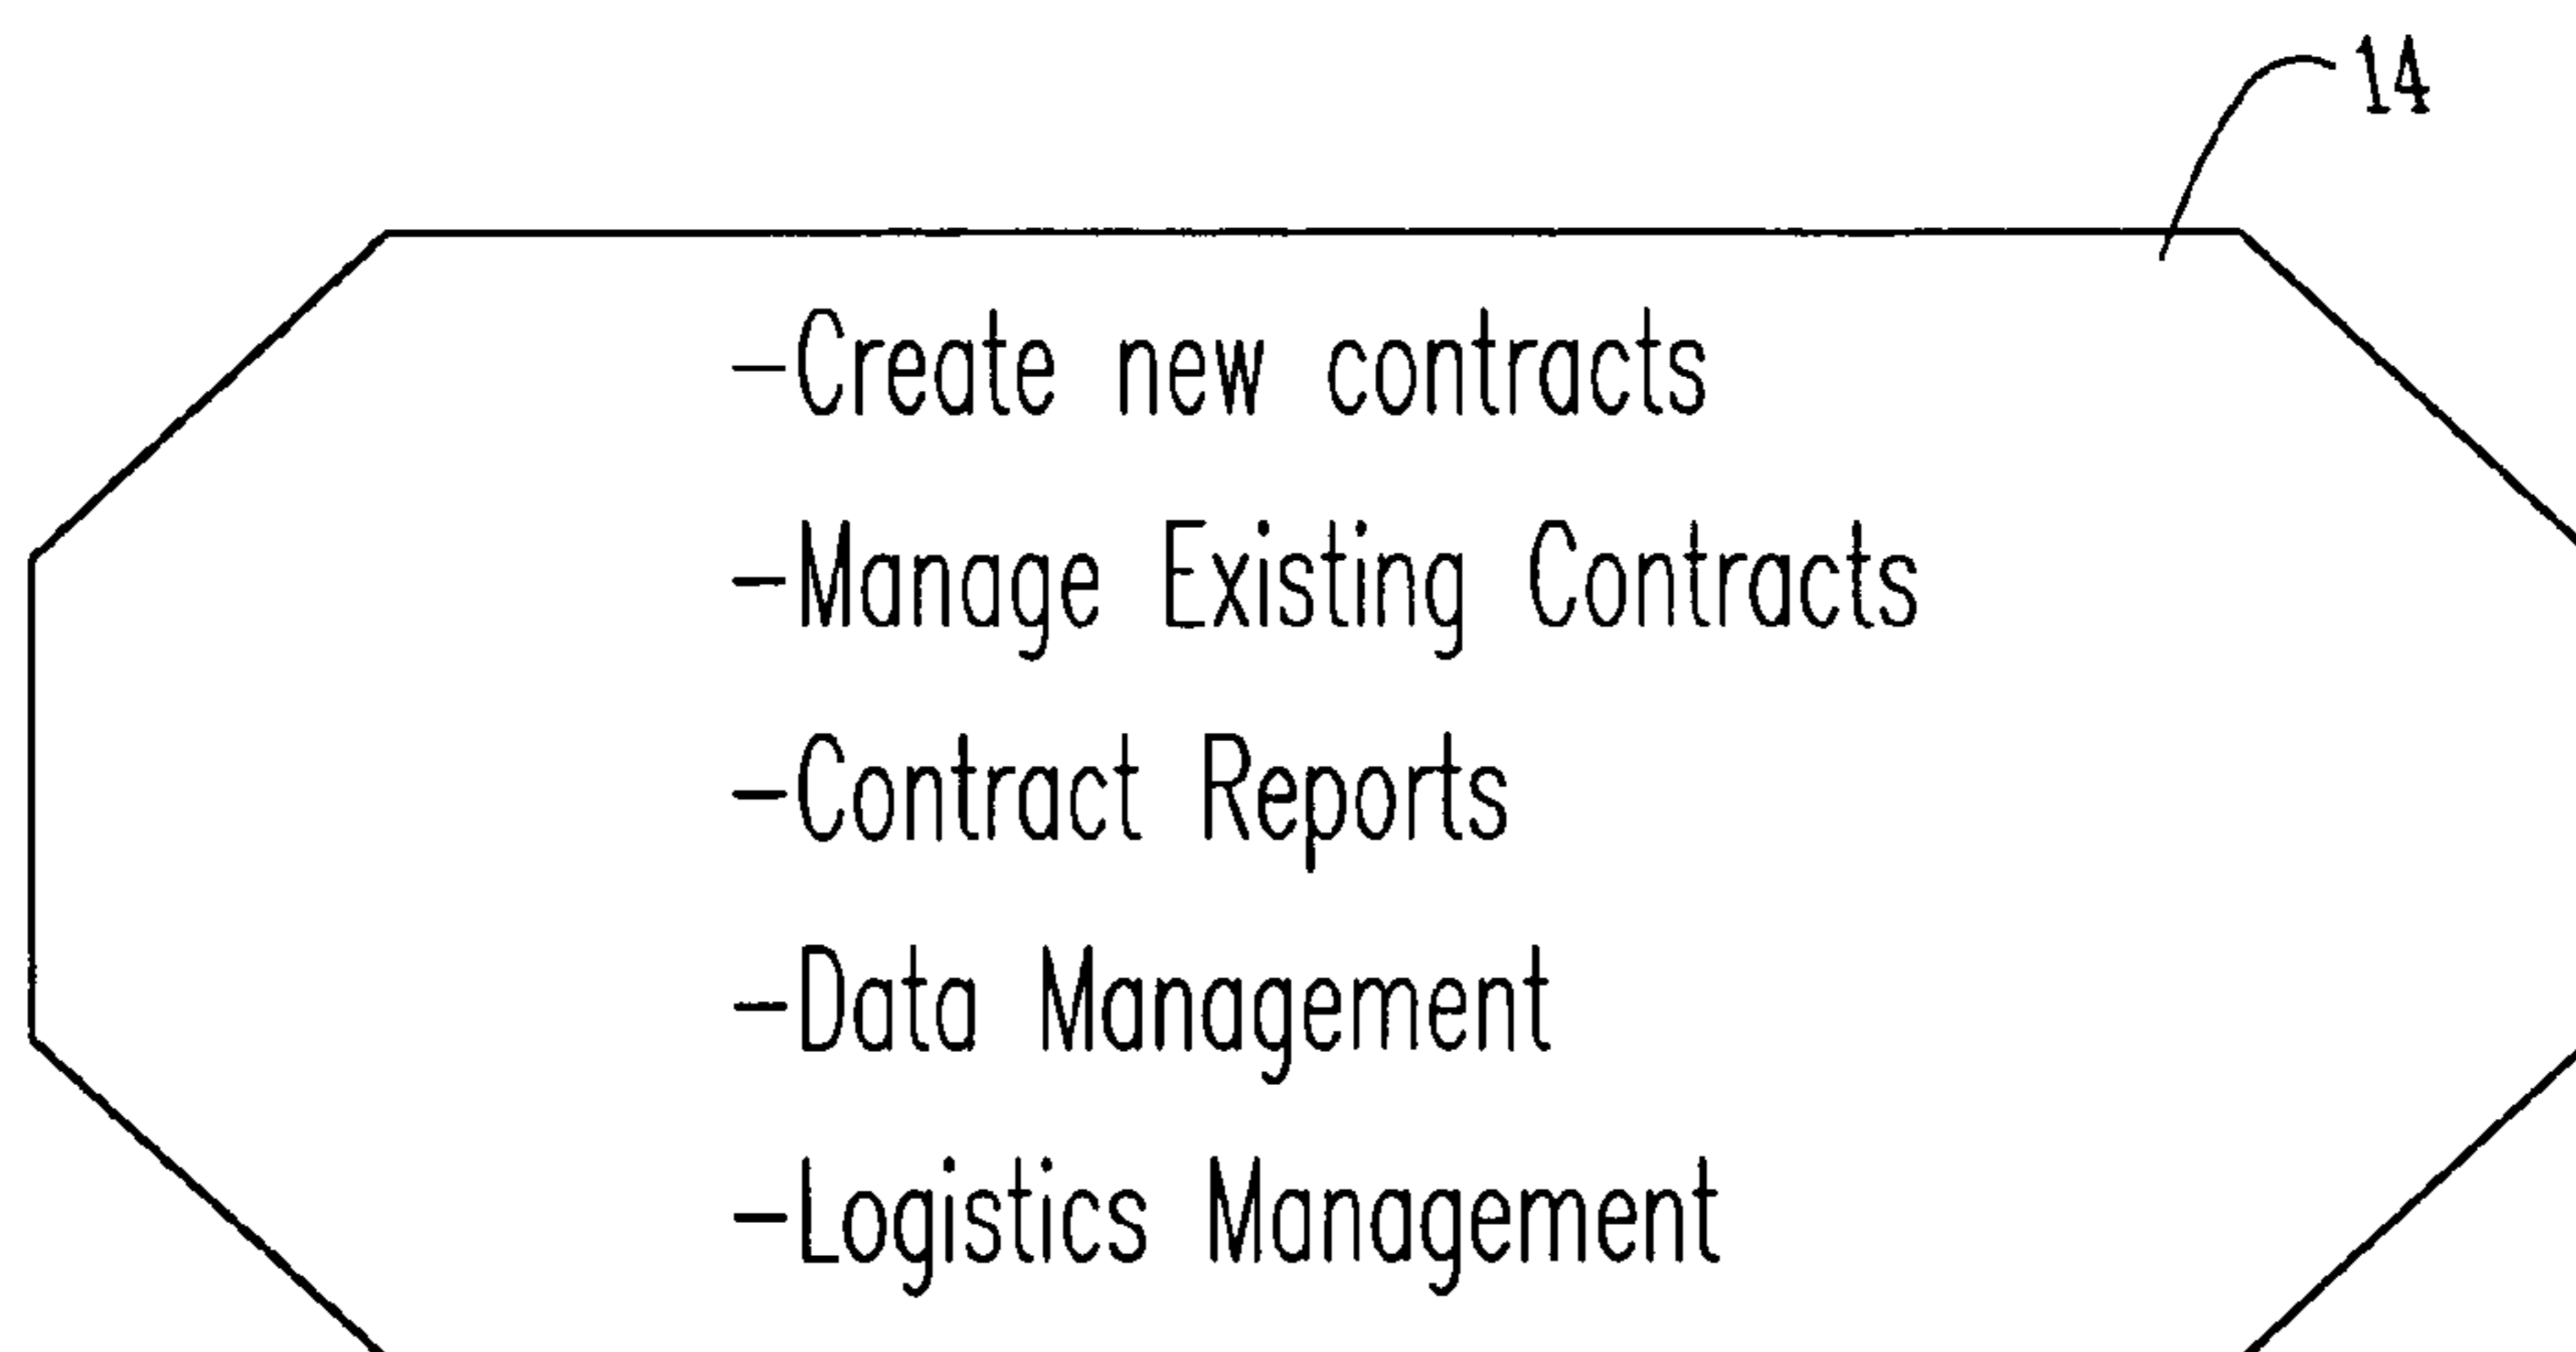 14
-Create new contracts
-Manage Existing Contracts
-Contract Reports
-Data Management
-Logistics Management